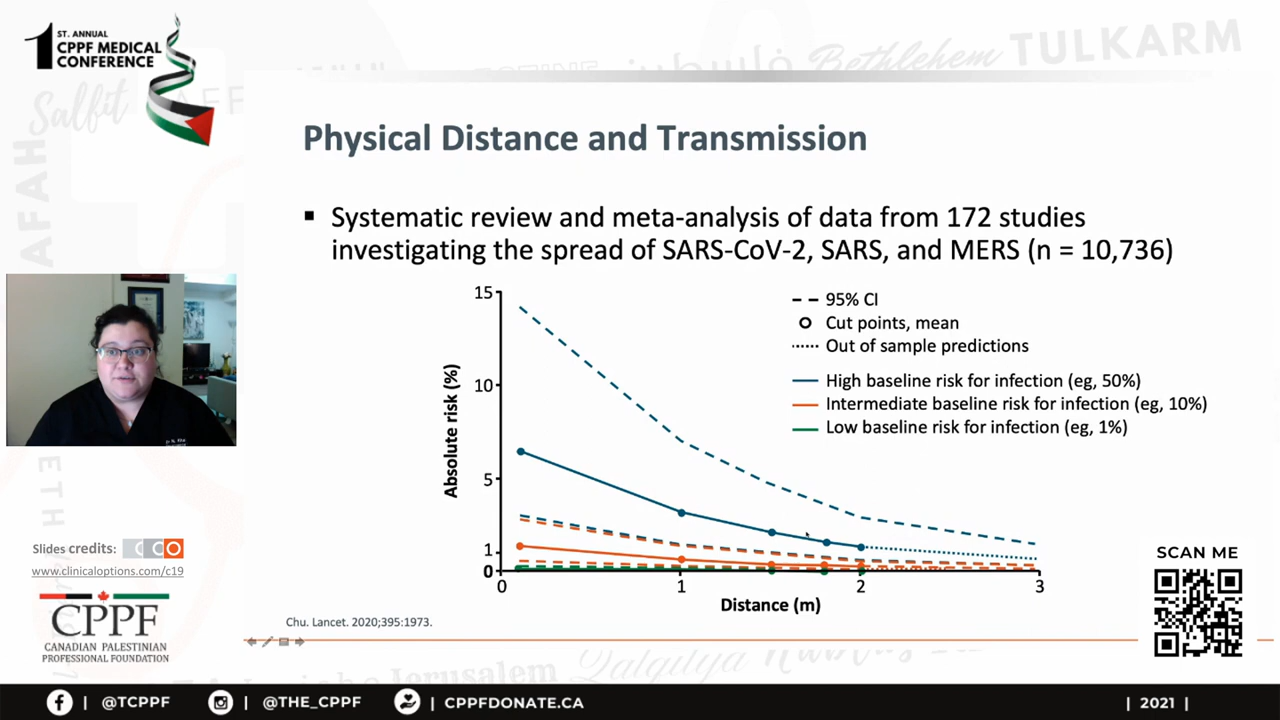 ST. ANNUAL
1 CPPF MEDICAL
CONFERENCE
Salfit
Bethlehem
TULKARM
AFAH
ETH
Jerusalem
Qalqilya
Physical Distance and Transmission
▪ Systematic review and meta-analysis of data from 172 studies
investigating the spread of SARS-CoV-2, SARS, and MERS (n = 10,736)
15
10
5
1
0
Absolute risk (%)
95% CI
Cut points, mean
Out of sample predictions
High baseline risk for infection (eg, 50%)
Intermediate baseline risk for infection (eg, 10%)
Low baseline risk for infection (eg, 1%)
0 1 2 3
Distance (m)
Chu. Lancet. 2020;395:1973.
Slides credits: CCO
www.clinicaloptions.com/c19
CPPF
CANADIAN PALESTINIAN
PROFESSIONAL FOUNDATION
SCAN ME
| @TCPPF
| @THE_CPPF
| CPPFDONATE.CA
| 2021 |